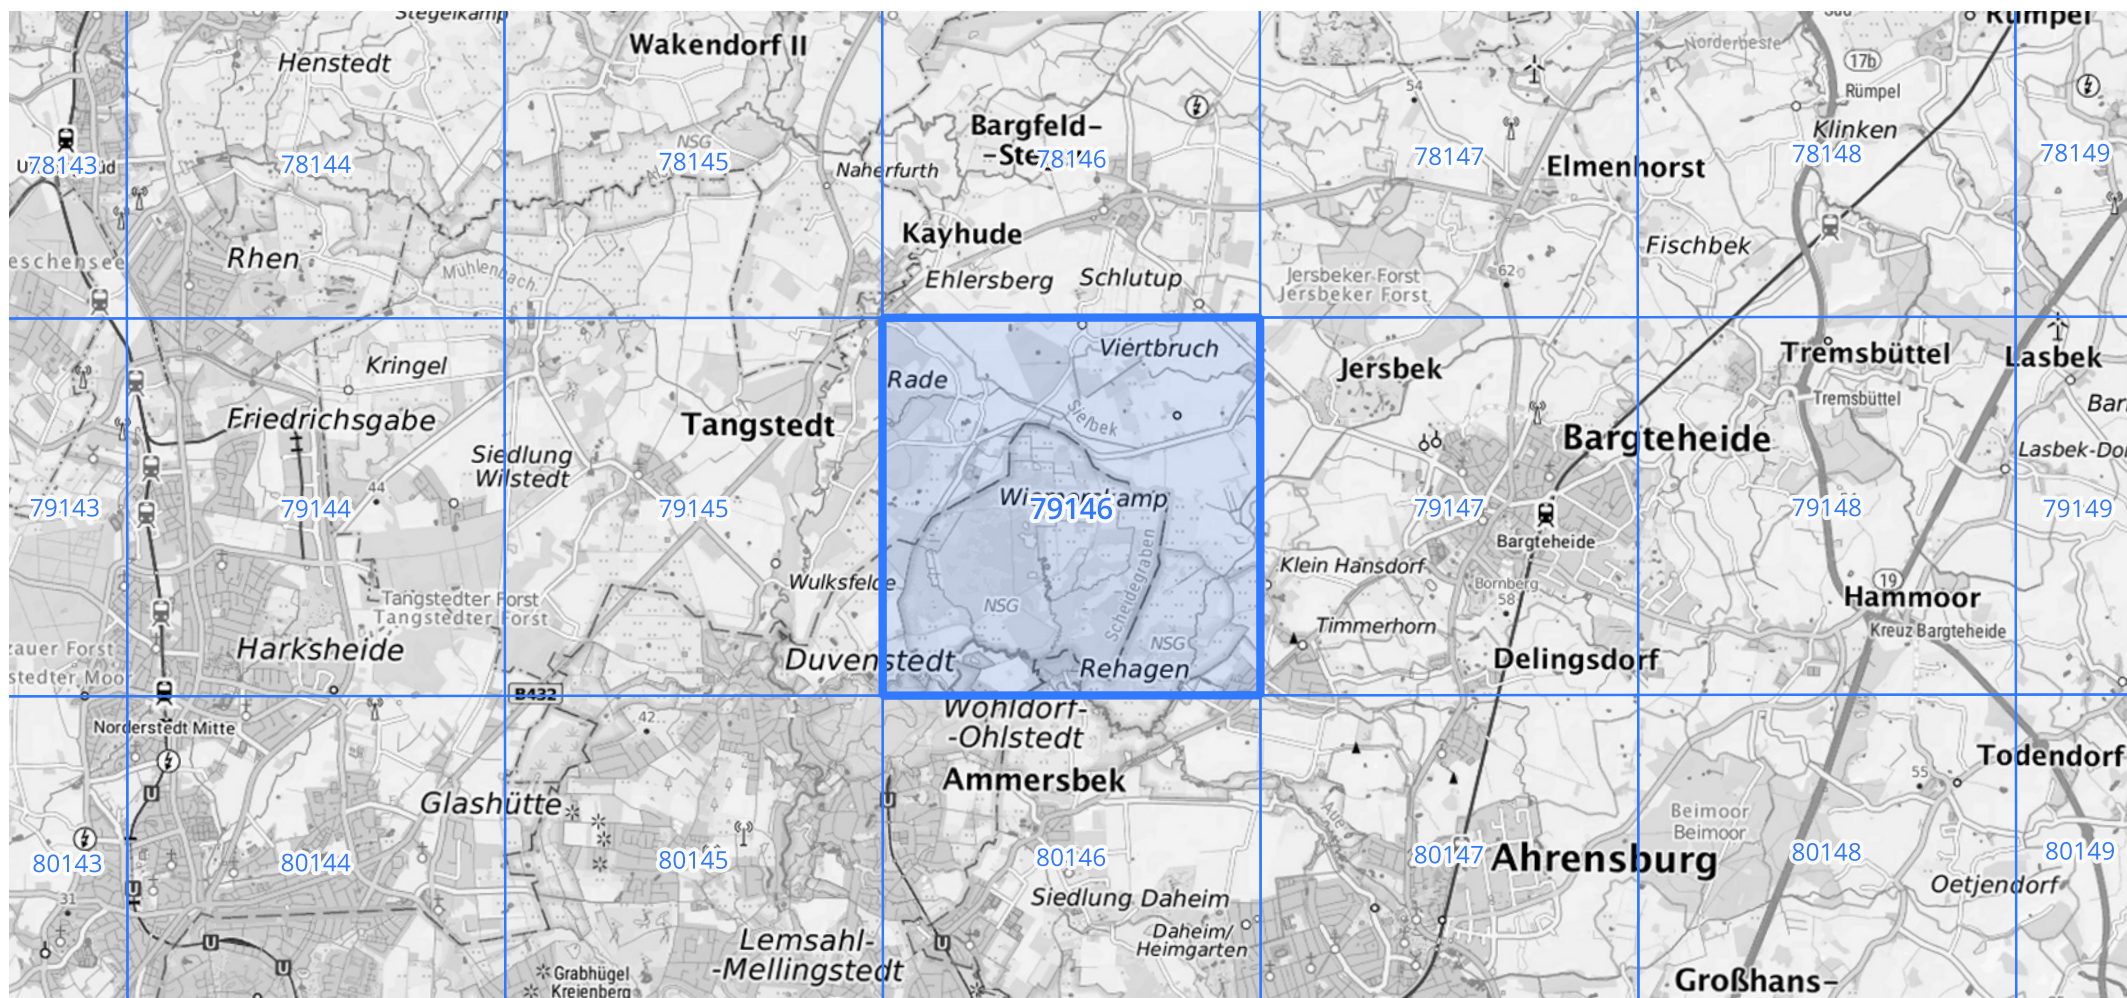 Stegelkamp
Henstedt
Wakendorf II
Rümpel
Norderbeste
17b
Rümpel
54
Bargfeld-
NSG
Klinken
Elmenhorst
78143
78144
78145
Naherfurth
78146
78147
78148
78149
Kayhude
Rhen
Mühlenbach
Ehlersberg
Schlutup
Jersbeker Forst
Jersbeker Forst
62
Fischbek
eschensee
Kringel
Rade
Viertbruch
Jersbek
Tremsbüttel
Lasbek
Tremsbüttel
Friedrichsgabe
Tangstedt
Sielbek
Bargteheide
Lasbek-Do
Siedlung
Wilstedt
44
79143
79144
79145
79146
79147
79148
79149
Bargteheide
Klein Hansdorf
Bornberg
58
Wulksfelde
Scheidegraben
19
Hammoor
Kreuz Bargteheide
Tangstedter Forst
Tangstedter Forst
NSG
NSG
Timmerhorn
zauer Forst
stedter Moo
Harksheide
Duvenstedt
Rehagen
Delingsdorf
B432
Norderstedt Mitte
42
Wohldorf-
-Ohlstedt
Todendorf
Ammersbek
55
Glashütte
Aue
Beimoor
Beimoor
80143
80144
80145
80146
80147
80148
80149
Ahrensburg
31
Siedlung Daheim
Oetjendorf
Daheim/
Heimgarten
Lemsahl-
-Mellingstedt
Grabhügel
Kreienberg
Großhans-